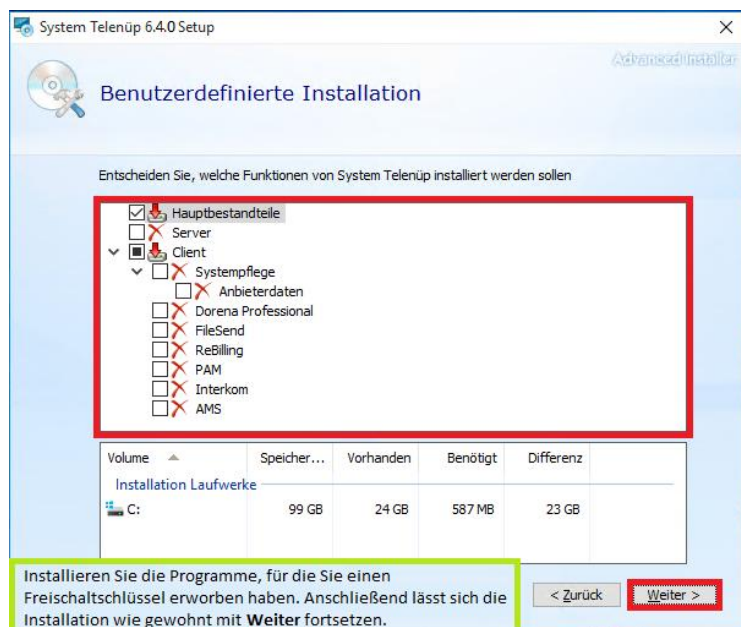 System Telenüp 6.4.0 Setup
Advanced Installer
Benutzerdefinierte Installation
Entscheiden Sie, welche Funktionen von System Telenüp installiert werden sollen
Hauptbestandteile
Server
Client
Systempflege
Anbieterdaten
Dorena Professional
FileSend
ReBilling
PAM
Interkom
AMS
Volume Speicher... Vorhanden Benötigt Differenz
Installation Laufwerke
C: 99 GB 24 GB 587 MB 23 GB
Installieren Sie die Programme, für die Sie einen
Freischaltschlüssel erworben haben. Anschließend lässt sich die
Installation wie gewohnt mit Weiter fortsetzen.
< Zurück Weiter >